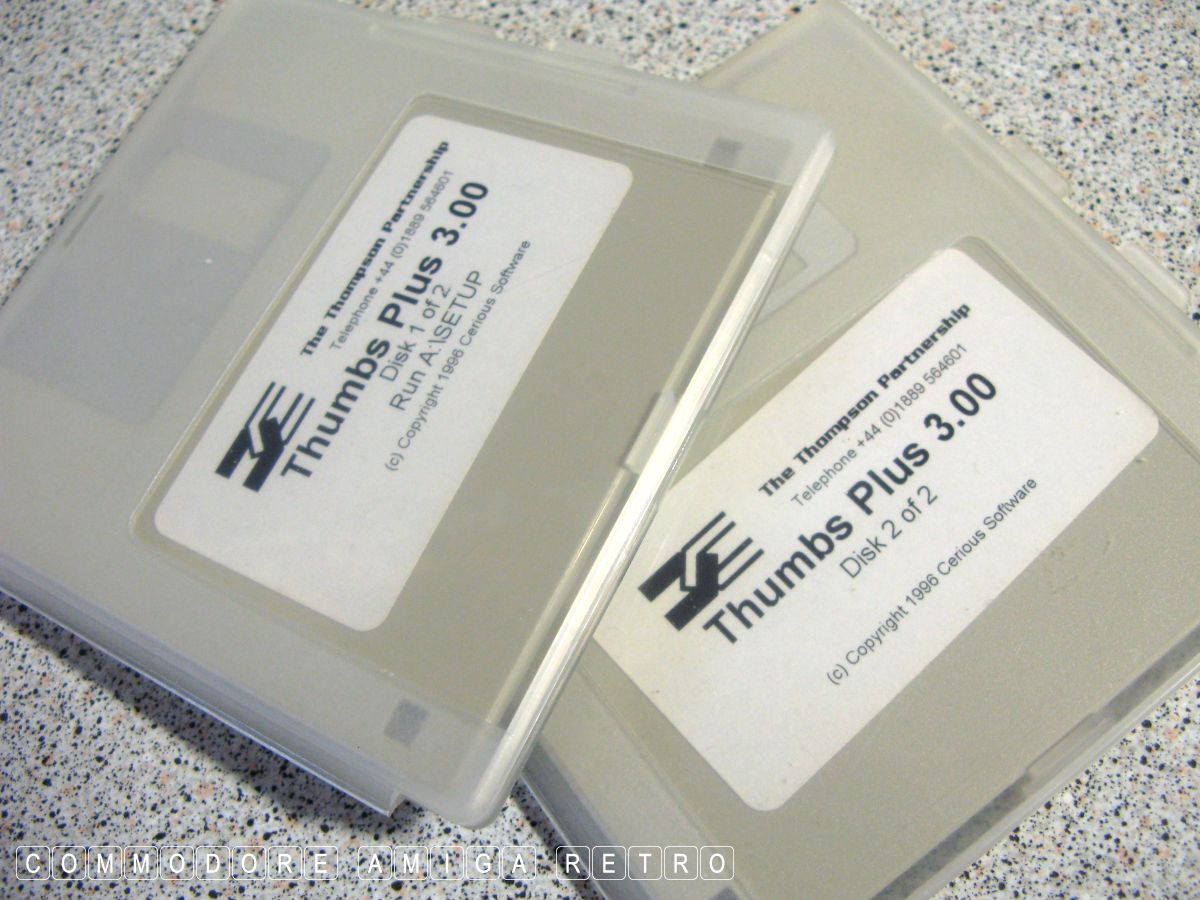 The Thompson Partnership
Telephone +44 (0)1889 564601
Thumbs Plus 3.00
Disk 1 of 2
Run A:\SETUP
(c) Copyright 1996 Cerious Software
The Thompson Partnership
Telephone +44 (0)1889 564601
Thumbs Plus 3.00
Disk 2 of 2
(c) Copyright 1996 Cerious Software
COMMODORE AMIGA RETRO